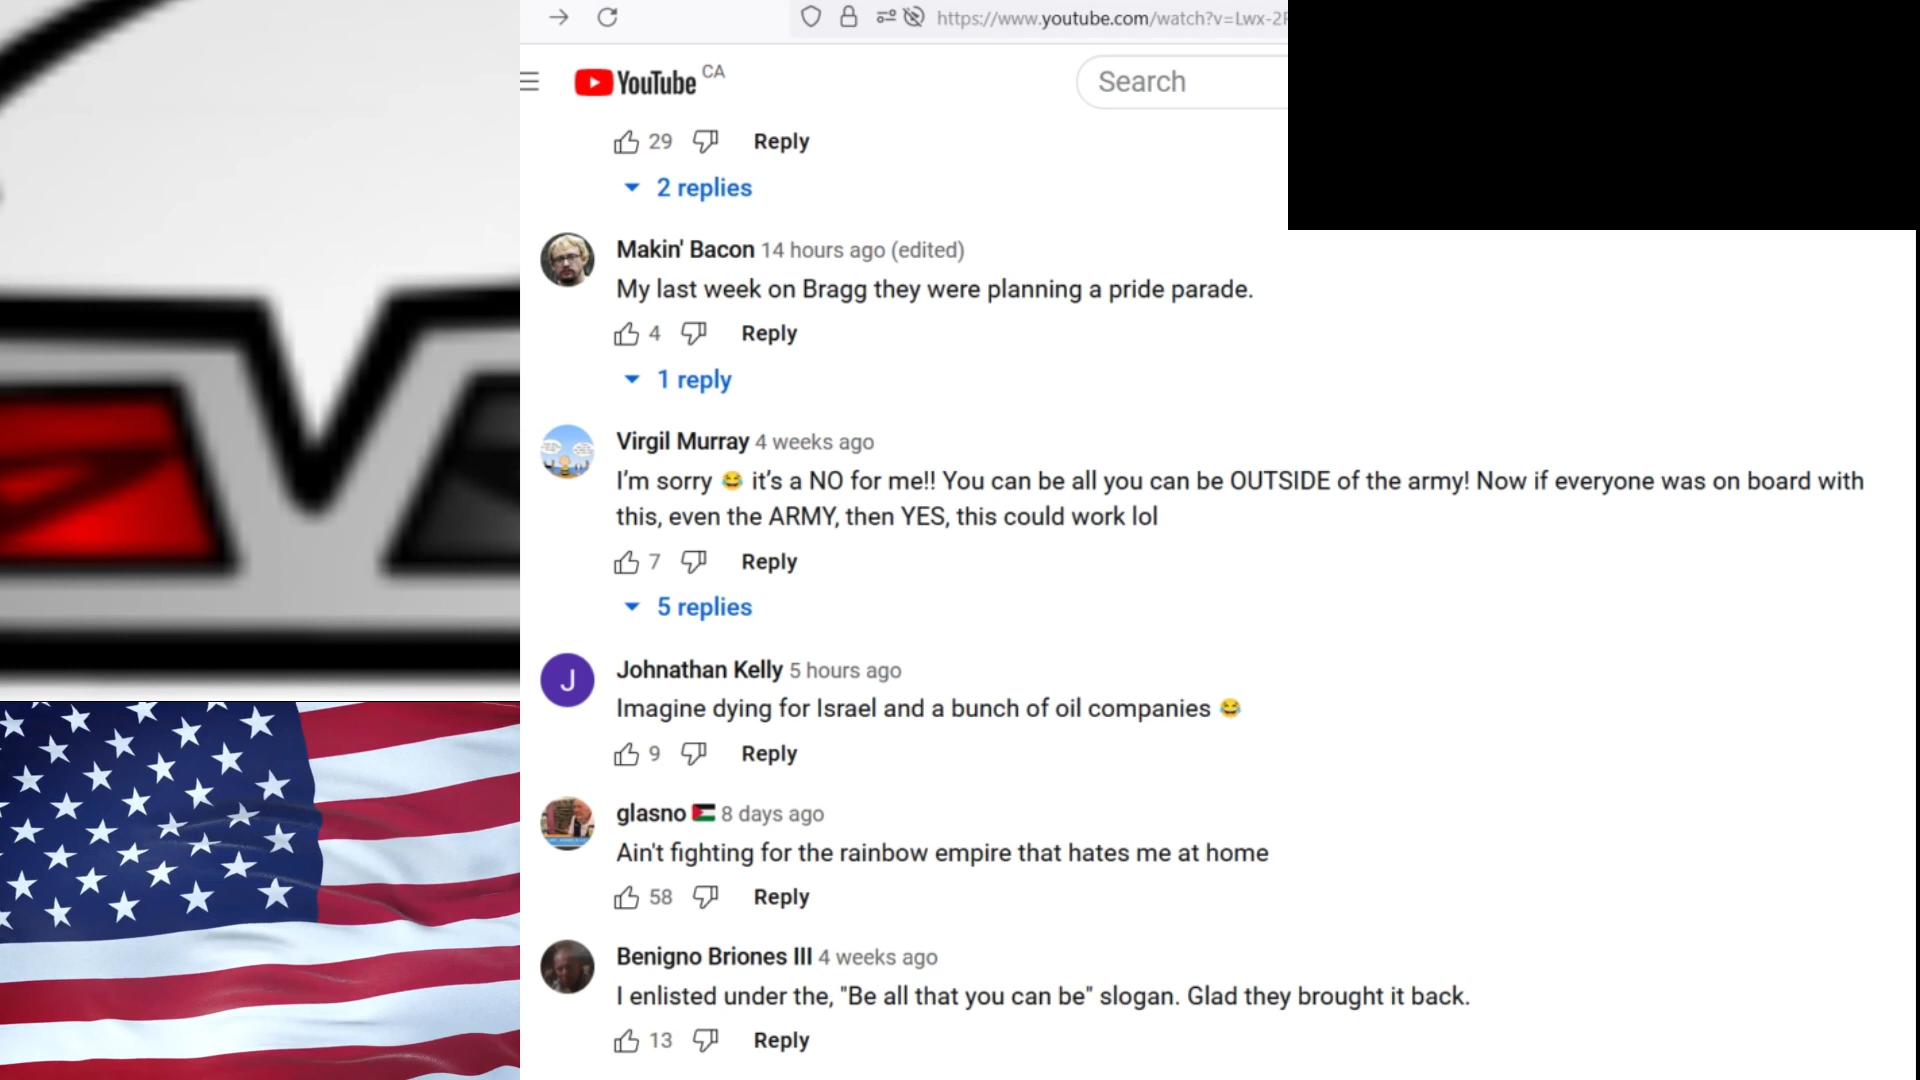 https://www.youtube.com/watch?v=Lwx-2
YouTube CA
Search
29 Reply
2 replies
Makin' Bacon 14 hours ago (edited)
My last week on Bragg they were planning a pride parade.
4 Reply
1 reply
Virgil Murray 4 weeks ago
I’m sorry 😂 it’s a NO for me!! You can be all you can be OUTSIDE of the army! Now if everyone was on board with
this, even the ARMY, then YES, this could work lol
7 Reply
5 replies
J
Johnathan Kelly 5 hours ago
Imagine dying for Israel and a bunch of oil companies 😂
9 Reply
glasno 🇵🇸 8 days ago
Ain't fighting for the rainbow empire that hates me at home
58 Reply
Benigno Briones III 4 weeks ago
I enlisted under the, "Be all that you can be" slogan. Glad they brought it back.
13 Reply